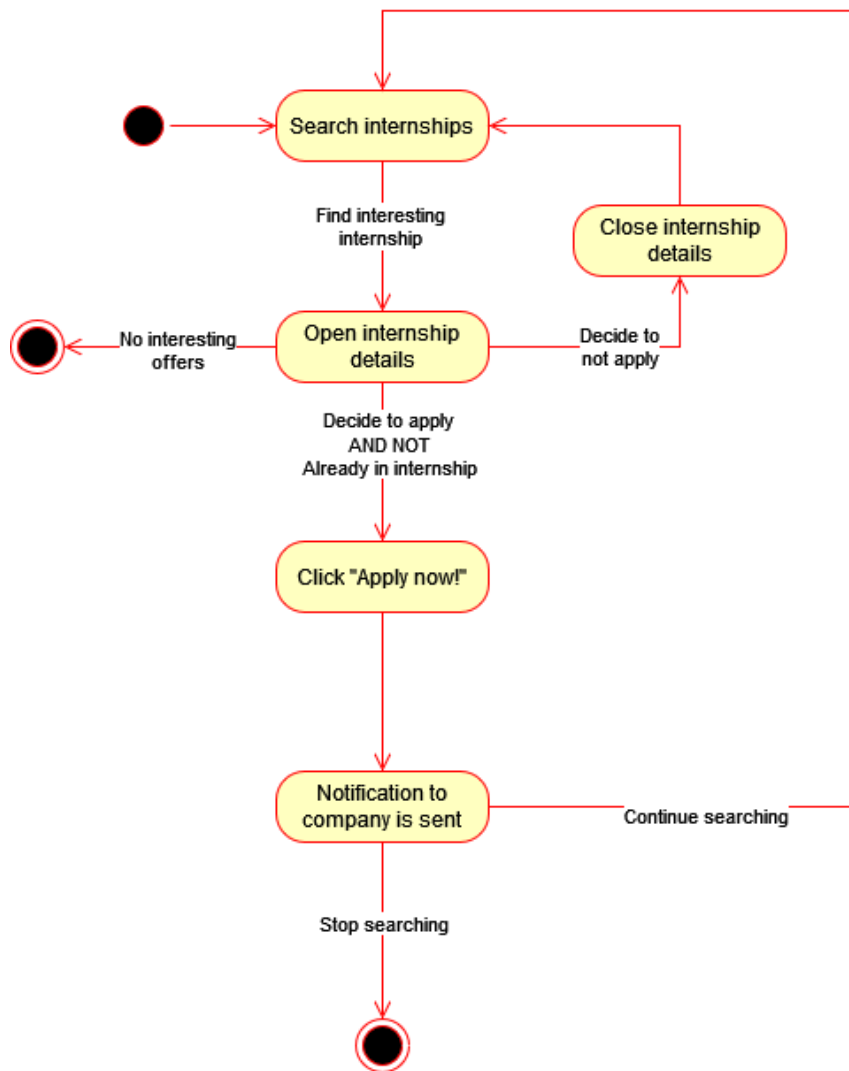 Search internships
Find interesting
internship
Close internship
details
No interesting
offers
Open internship
details
Decide to
not apply
Decide to apply
AND NOT
Already in internship
Click "Apply now!"
Notification to
company is sent
Continue searching
Stop searching